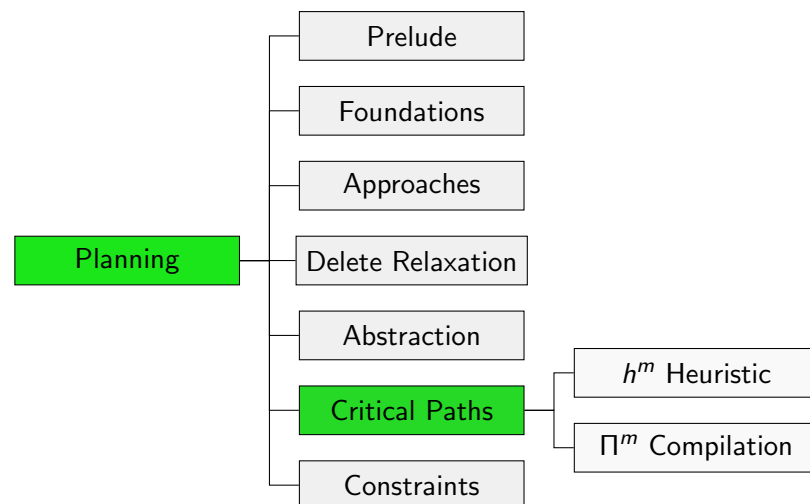 Prelude
Foundations
Approaches
Planning
Delete Relaxation
Abstraction
Critical Paths
Constraints
h^m Heuristic
Π^m Compilation